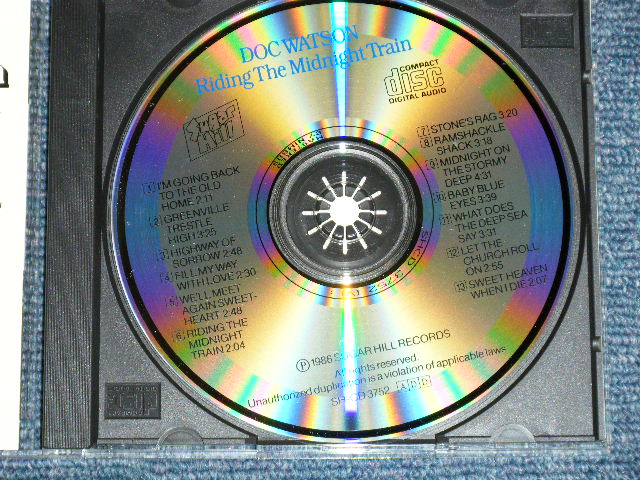 DOC WATSON
Riding The Midnight Train
COMPACT
disc
DIGITAL AUDIO
SUGAR
HILL
1 I'M GOING BACK
TO THE OLD
HOME 2:11
2 GREENVILLE
TRESTLE
HIGH 3:25
3 HIGHWAY OF
SORROW 2:48
4 FILL MY WAY
WITH LOVE 2:30
5 WE'LL MEET
AGAIN SWEET-
HEART 2:48
6 RIDING THE
MIDNIGHT
TRAIN 2:04
7 STONE'S RAG 3:20
8 RAMSHACKLE
SHACK 3:18
9 MIDNIGHT ON
THE STORMY
DEEP 4:31
10 BABY BLUE
EYES 3:39
11 WHAT DOES
THE DEEP SEA
SAY 3:31
12 LET THE
CHURCH ROLL
ON 2:55
13 SWEET HEAVEN
WHEN I DIE 2:07
Ⓟ 1986 SUGAR HILL RECORDS
All rights reserved.
Unauthorized duplication is a violation of applicable laws
SH-CD 3752 A D D